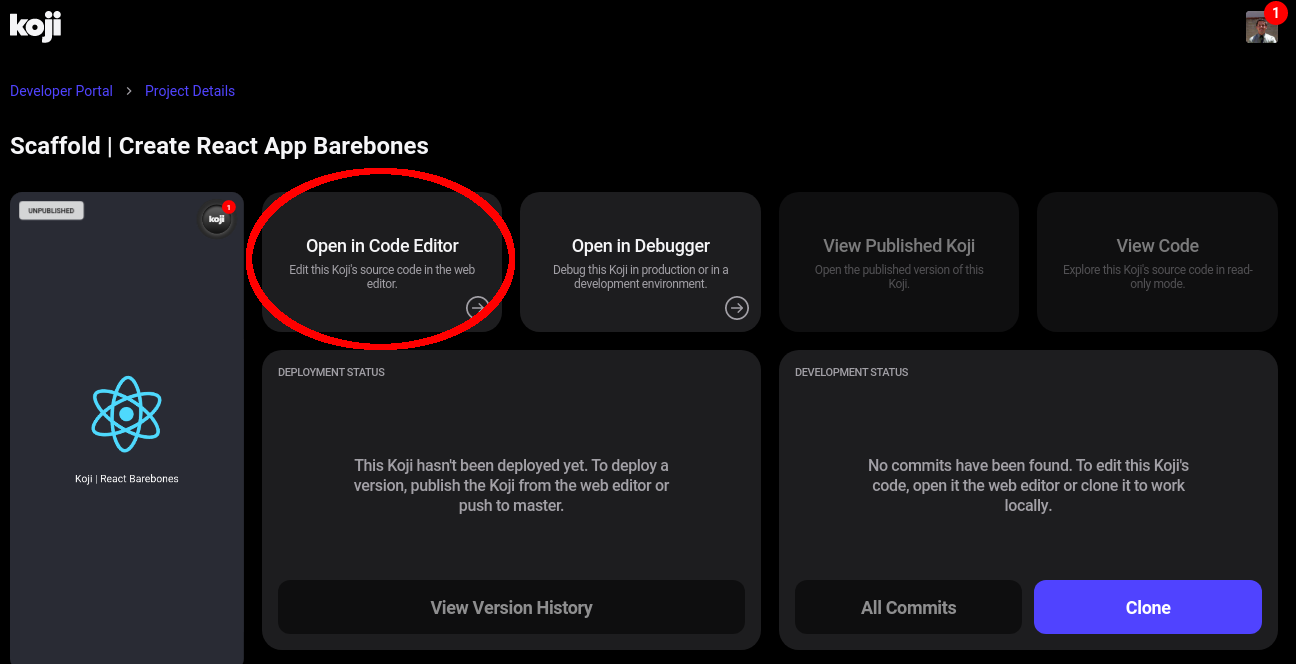 koji
1
Developer Portal > Project Details
Scaffold | Create React App Barebones
UNPUBLISHED
koji
1
Koji | React Barebones
Open in Code Editor
Edit this Koji's source code in the web
editor.
Open in Debugger
Debug this Koji in production or in a
development environment.
View Published Koji
Open the published version of this
Koji.
View Code
Explore this Koji's source code in read-
only mode.
DEPLOYMENT STATUS
This Koji hasn't been deployed yet. To deploy a
version, publish the Koji from the web editor or
push to master.
View Version History
DEVELOPMENT STATUS
No commits have been found. To edit this Koji's
code, open it the web editor or clone it to work
locally.
All Commits
Clone